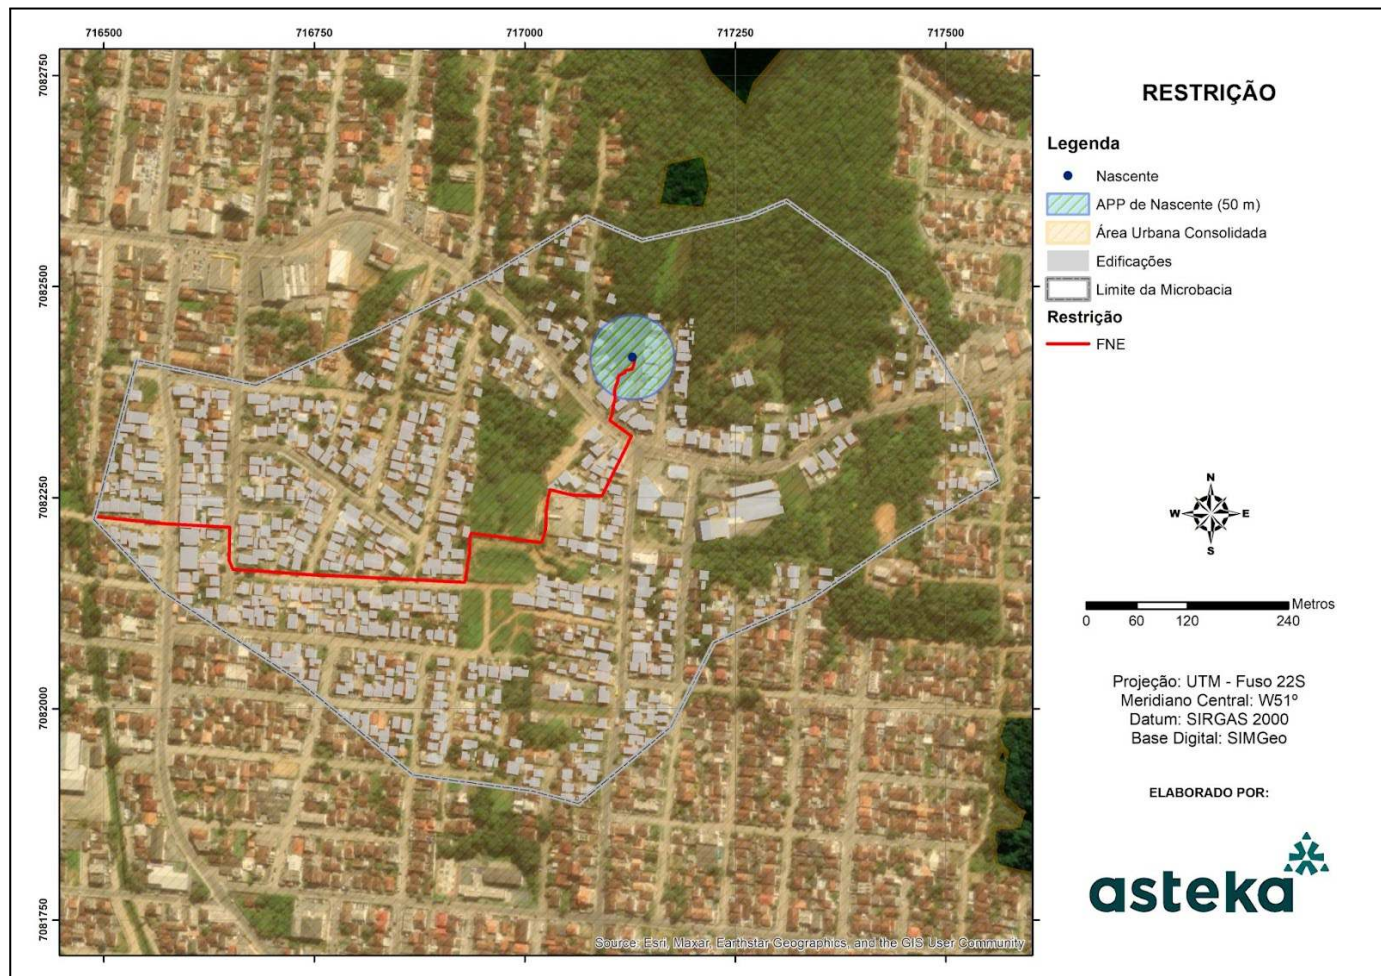 716500 716750 717000 717250 717500
7082750
7082500
7082250
7082000
7081750
RESTRIÇÃO
Legenda
Nascente
APP de Nascente (50 m)
Área Urbana Consolidada
Edificações
Limite da Microbacia
Restrição
FNE
N
W E
S
Metros
0 60 120 240
Projeção: UTM - Fuso 22S
Meridiano Central: W51º
Datum: SIRGAS 2000
Base Digital: SIMGeo
ELABORADO POR:
asteka
Source: Esri, Maxar, Earthstar Geographics, and the GIS User Community